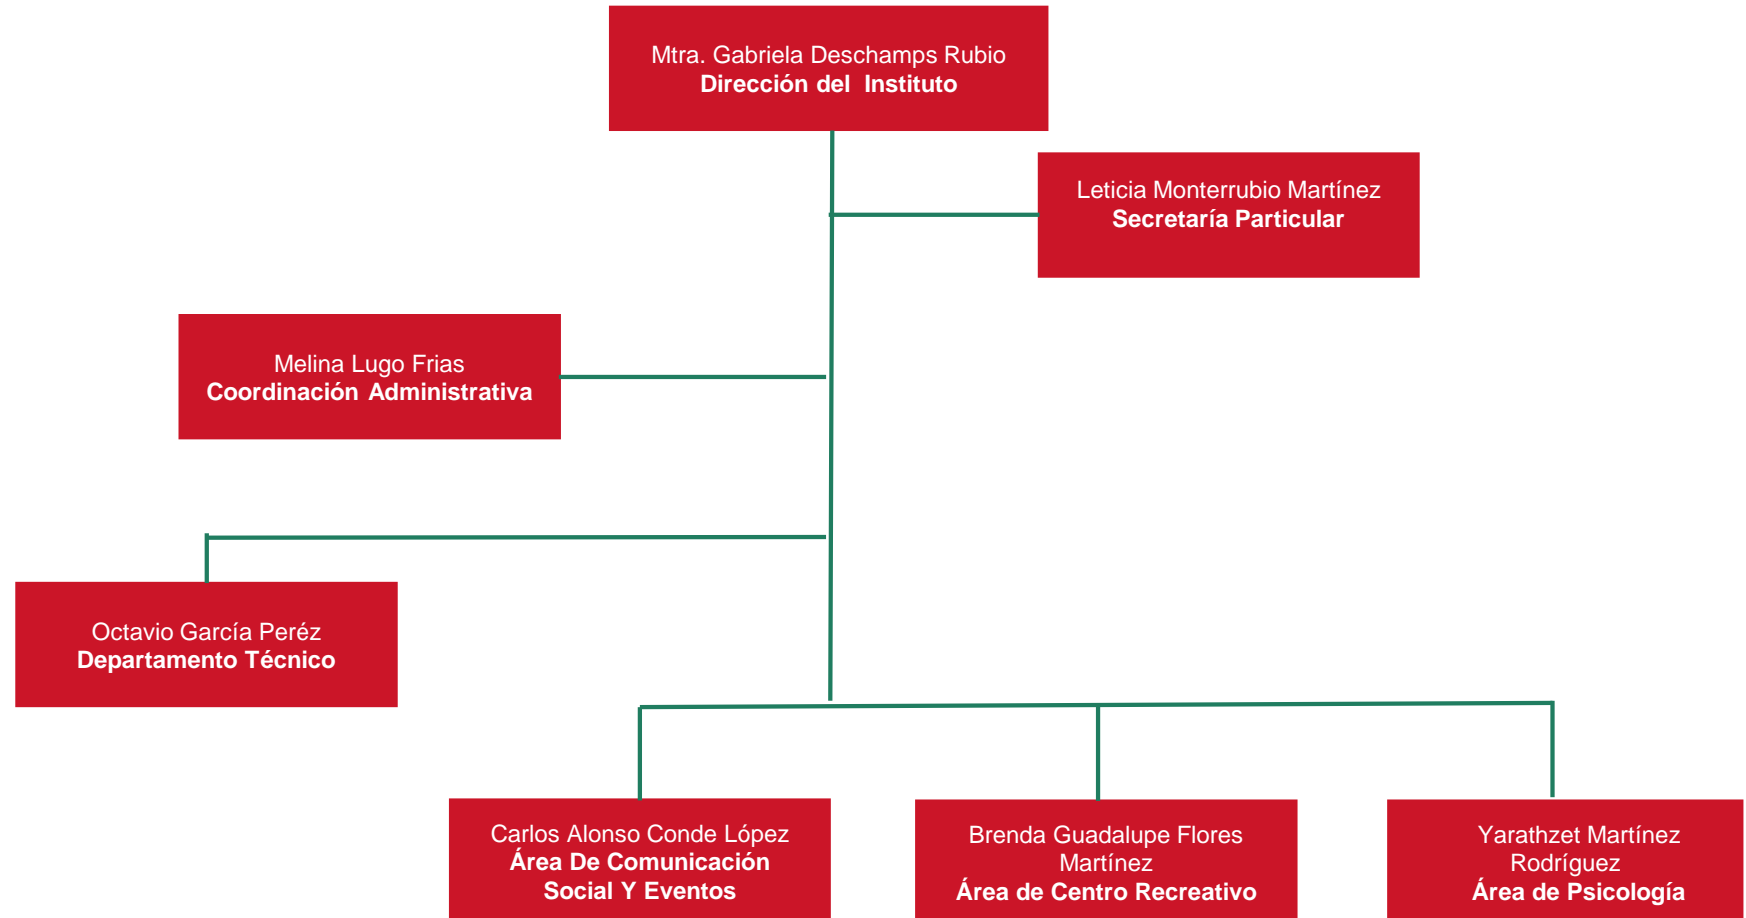 Mtra. Gabriela Deschamps Rubio
Dirección del Instituto
Leticia Monterrubio Martínez
Secretaría Particular
Melina Lugo Frias
Coordinación Administrativa
Octavio García Peréz
Departamento Técnico
Carlos Alonso Conde López
Área De Comunicación
Social Y Eventos
Brenda Guadalupe Flores
Martínez
Área de Centro Recreativo
Yarathzet Martínez
Rodríguez
Área de Psicología